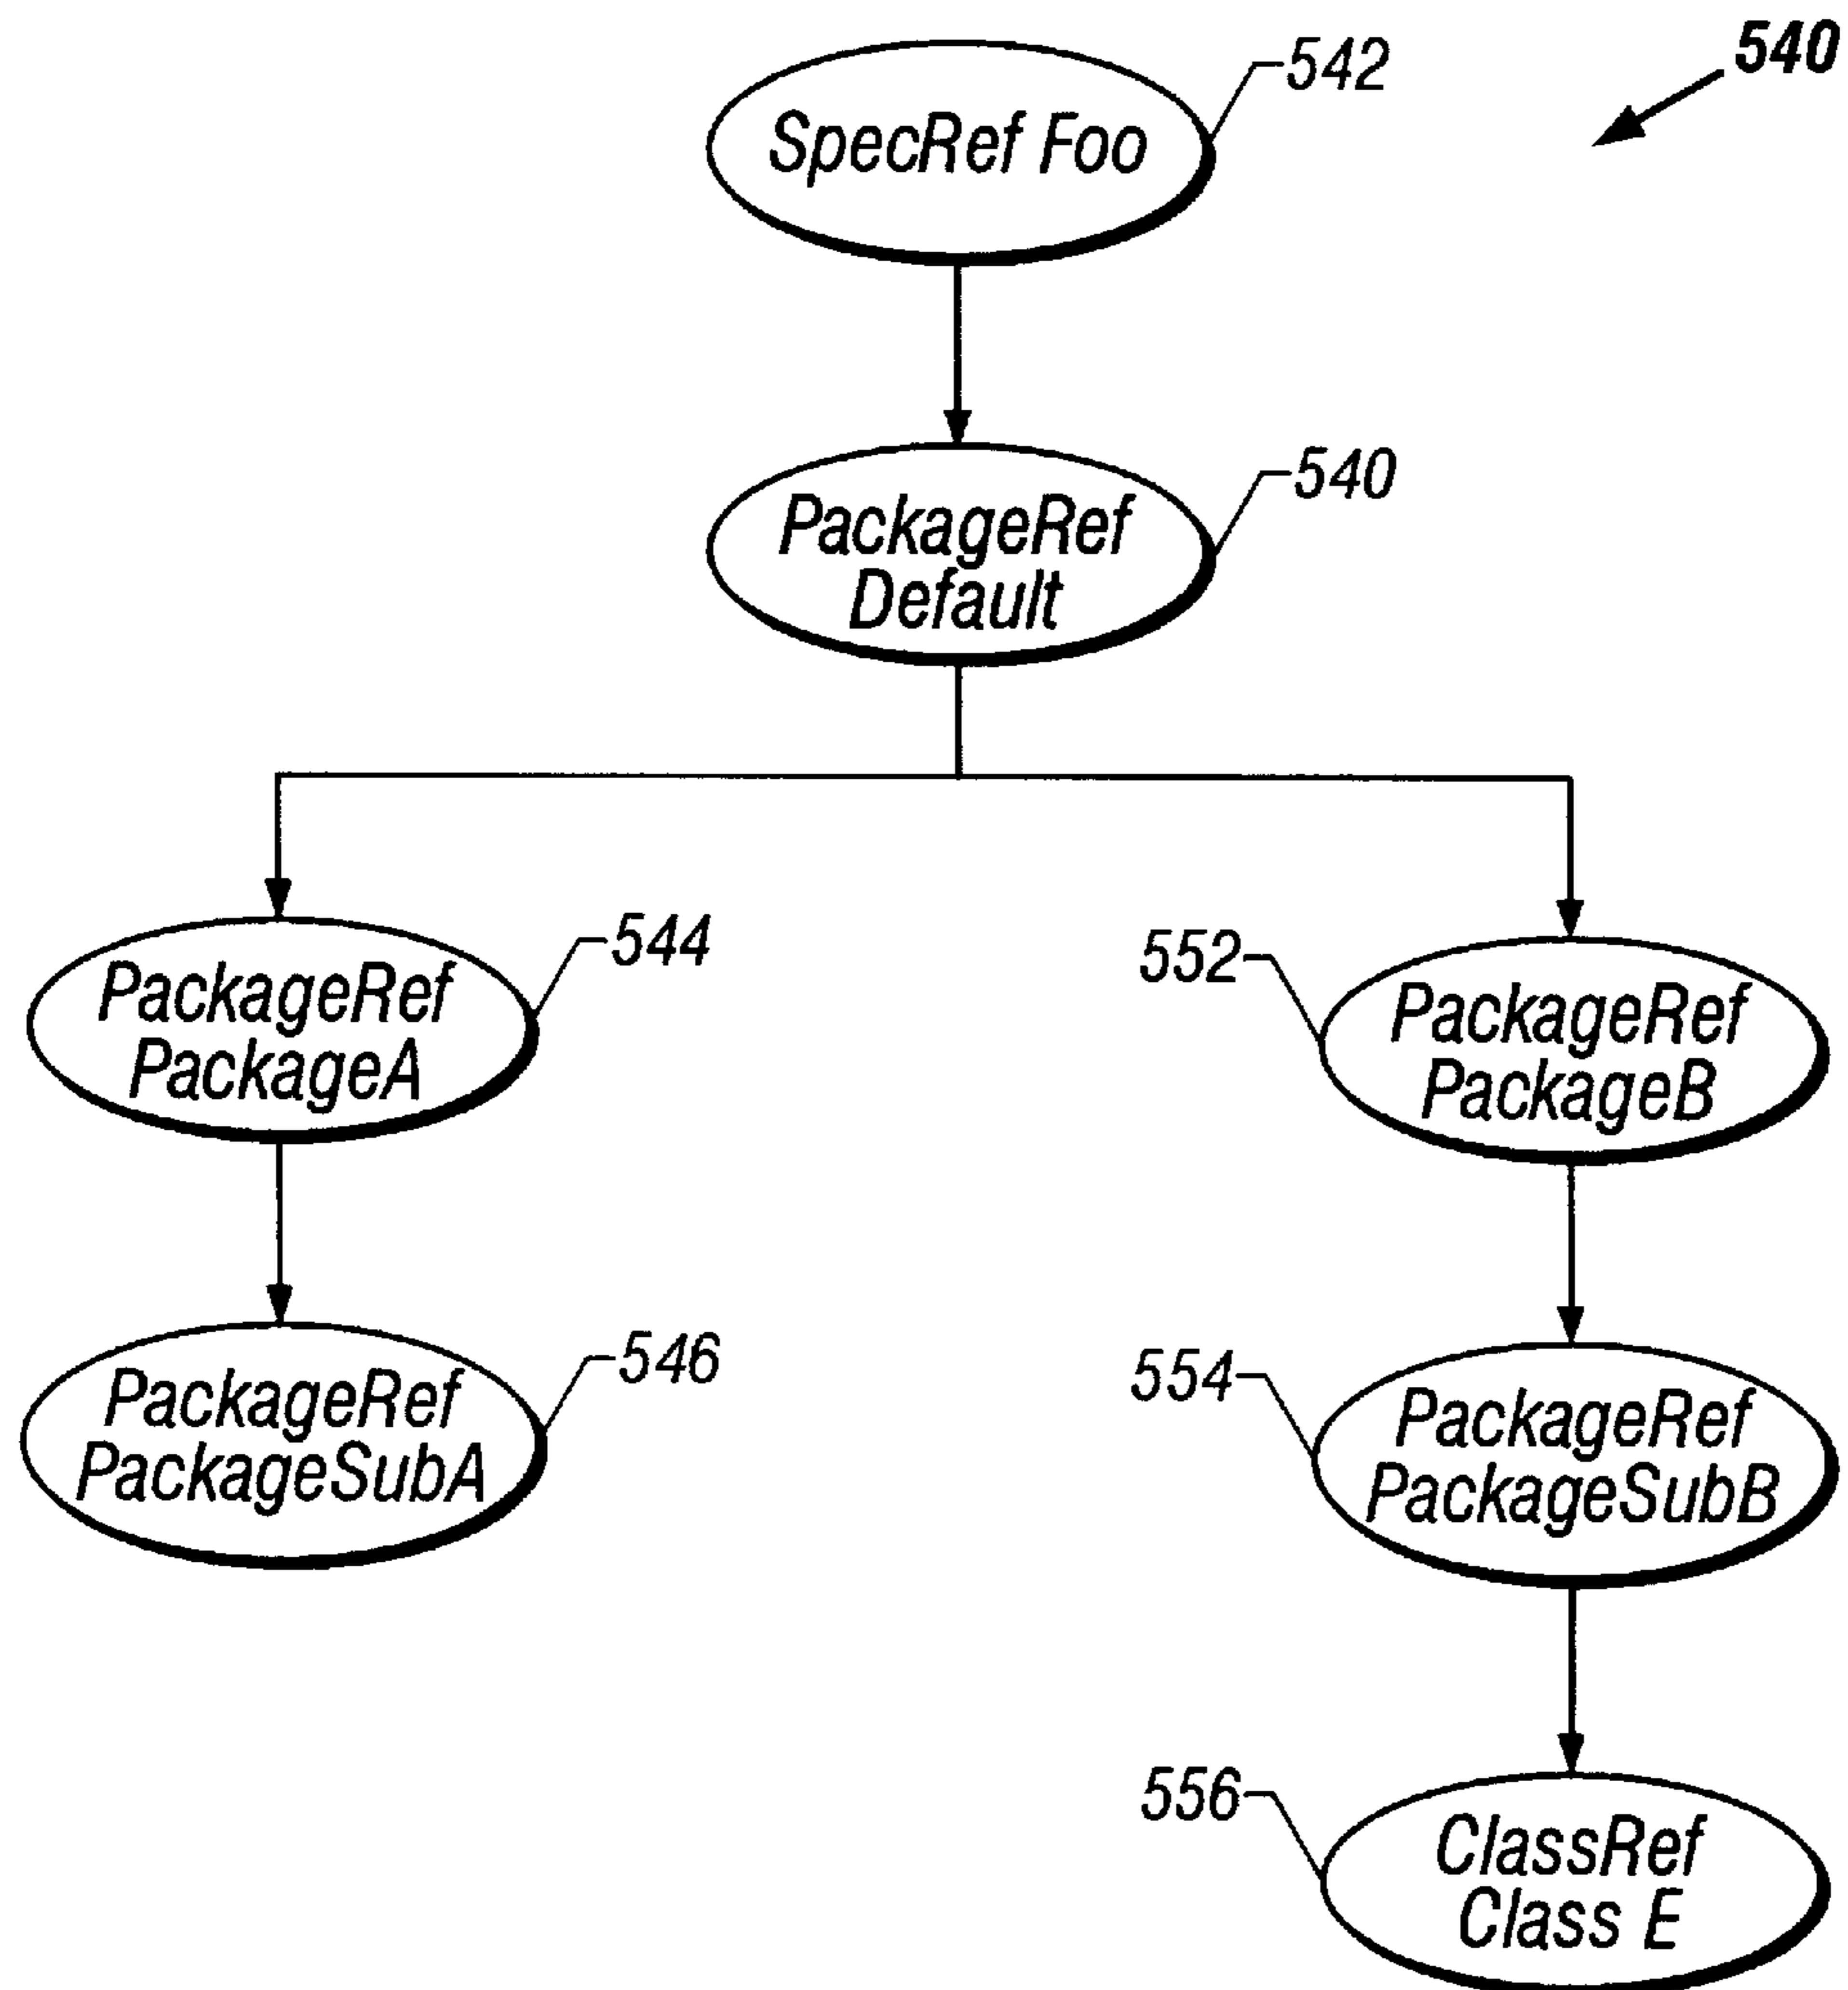 540
542
SpecRef Foo
540
PackageRef
Default
544
PackageRef
PackageA
552
PackageRef
PackageB
546
PackageRef
PackageSubA
554
PackageRef
PackageSubB
556
ClassRef
Class E